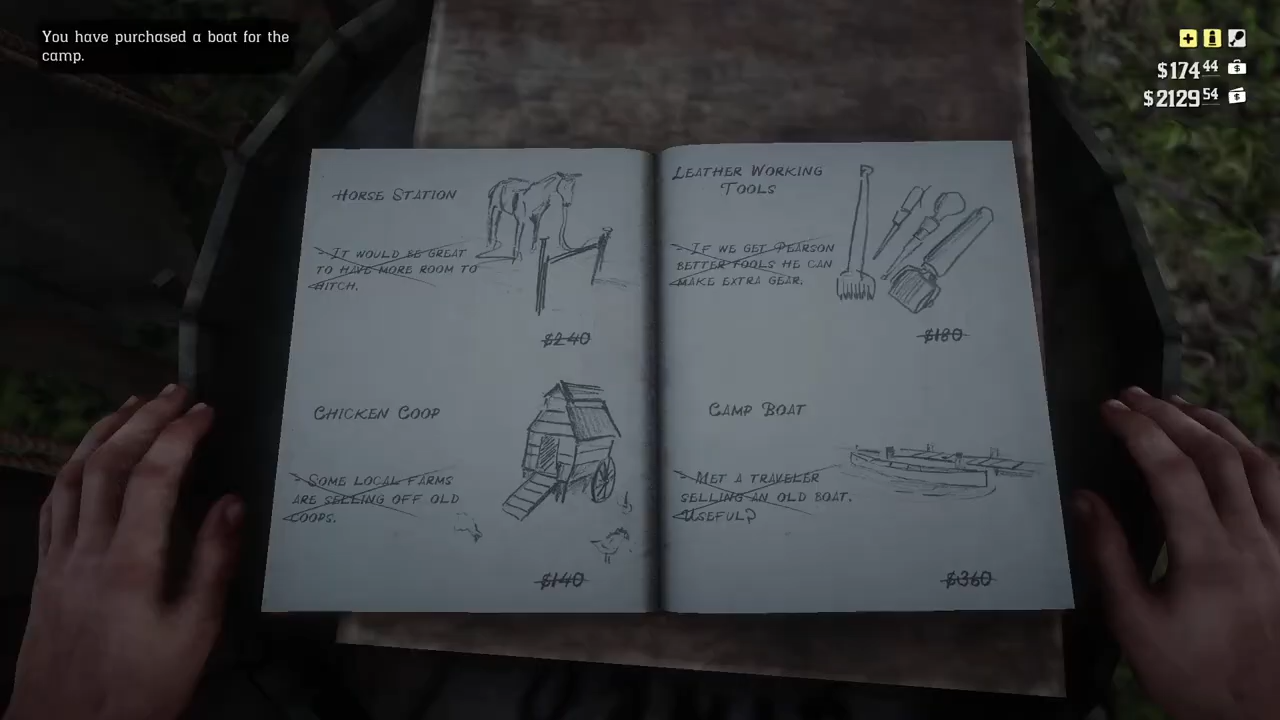 You have purchased a boat for the
camp.
$174 44
$2129 54
HORSE STATION
IT WOULD BE GREAT
TO HAVE MORE ROOM TO
HITCH.
$240
CHICKEN COOP
SOME LOCAL FARMS
ARE SELLING OFF OLD
COOPS.
$140
LEATHER WORKING
TOOLS
IF WE GET PEARSON
BETTER TOOLS HE CAN
MAKE EXTRA GEAR.
$180
CAMP BOAT
MET A TRAVELER
SELLING AN OLD BOAT.
USEFUL?
$360